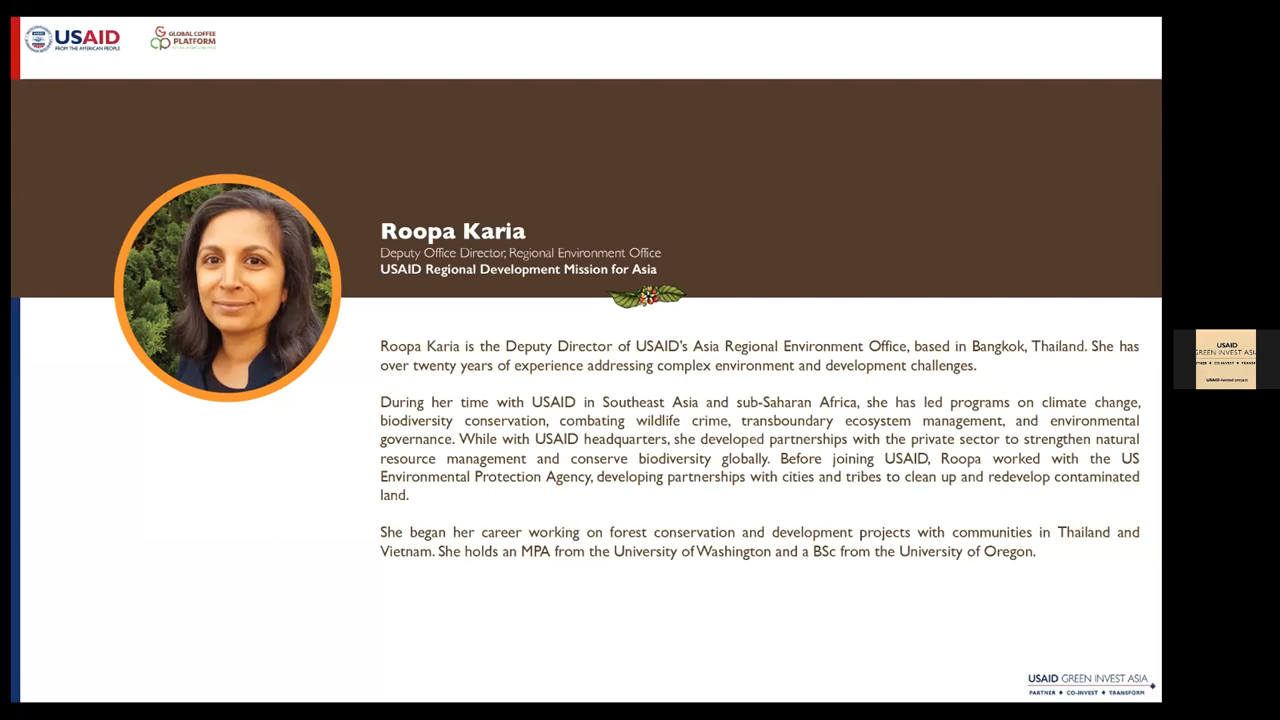 USAID
FROM THE AMERICAN PEOPLE
GLOBAL COFFEE
PLATFORM
Roopa Karia
Deputy Office Director, Regional Environment Office
USAID Regional Development Mission for Asia
Roopa Karia is the Deputy Director of USAID's Asia Regional Environment Office, based in Bangkok, Thailand. She has
over twenty years of experience addressing complex environment and development challenges.
During her time with USAID in Southeast Asia and sub-Saharan Africa, she has led programs on climate change,
biodiversity conservation, combating wildlife crime, transboundary ecosystem management, and environmental
governance. While with USAID headquarters, she developed partnerships with the private sector to strengthen natural
resource management and conserve biodiversity globally. Before joining USAID, Roopa worked with the US
Environmental Protection Agency, developing partnerships with cities and tribes to clean up and redevelop contaminated
land.
She began her career working on forest conservation and development projects with communities in Thailand and
Vietnam. She holds an MPA from the University of Washington and a BSc from the University of Oregon.
USAID GREEN INVEST ASIA
PARTNER ♦ CO-INVEST ♦ TRANSFORM
USAID
GREEN INVEST ASIA
CO-INVEST
USAID-funded project